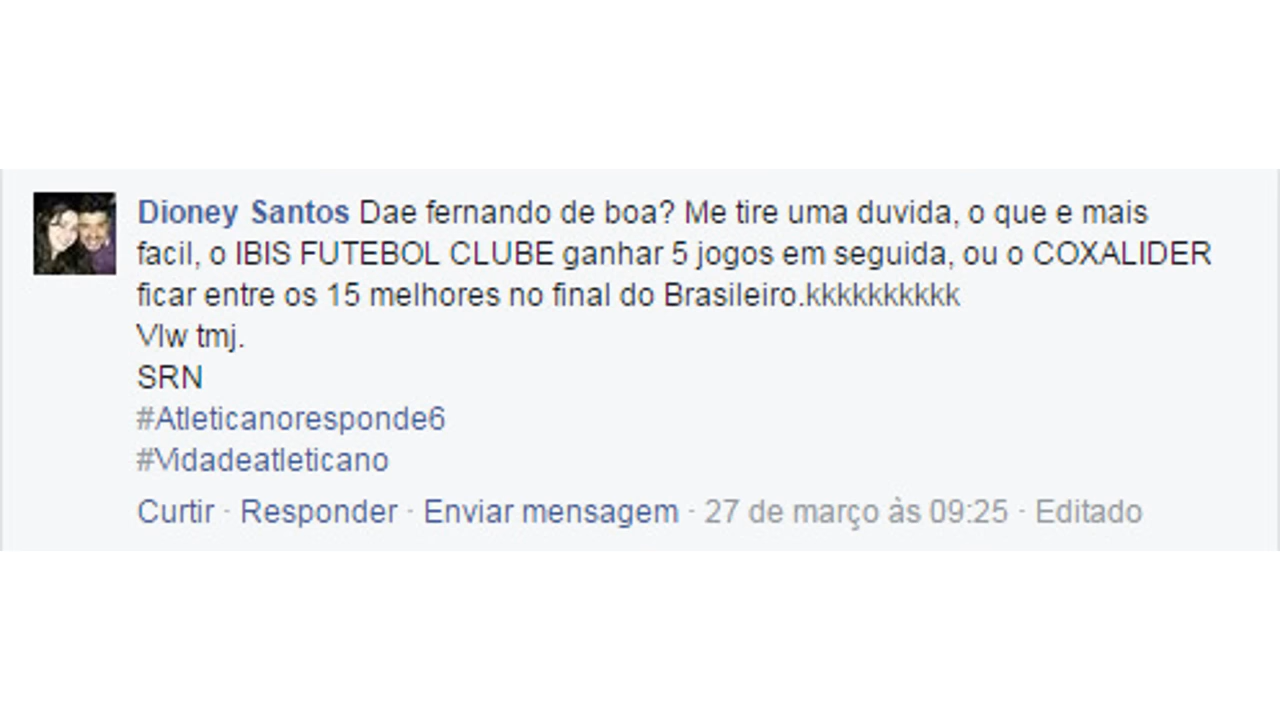 Dioney Santos Dae fernando de boa? Me tire uma duvida, o que e mais
facil, o IBIS FUTEBOL CLUBE ganhar 5 jogos em seguida, ou o COXALIDER
ficar entre os 15 melhores no final do Brasileiro.kkkkkkkkkk
Vlw tmj.
SRN
#Atleticanoresponde6
#Vidadeatleticano
Curtir · Responder · Enviar mensagem · 27 de março às 09:25 · Editado